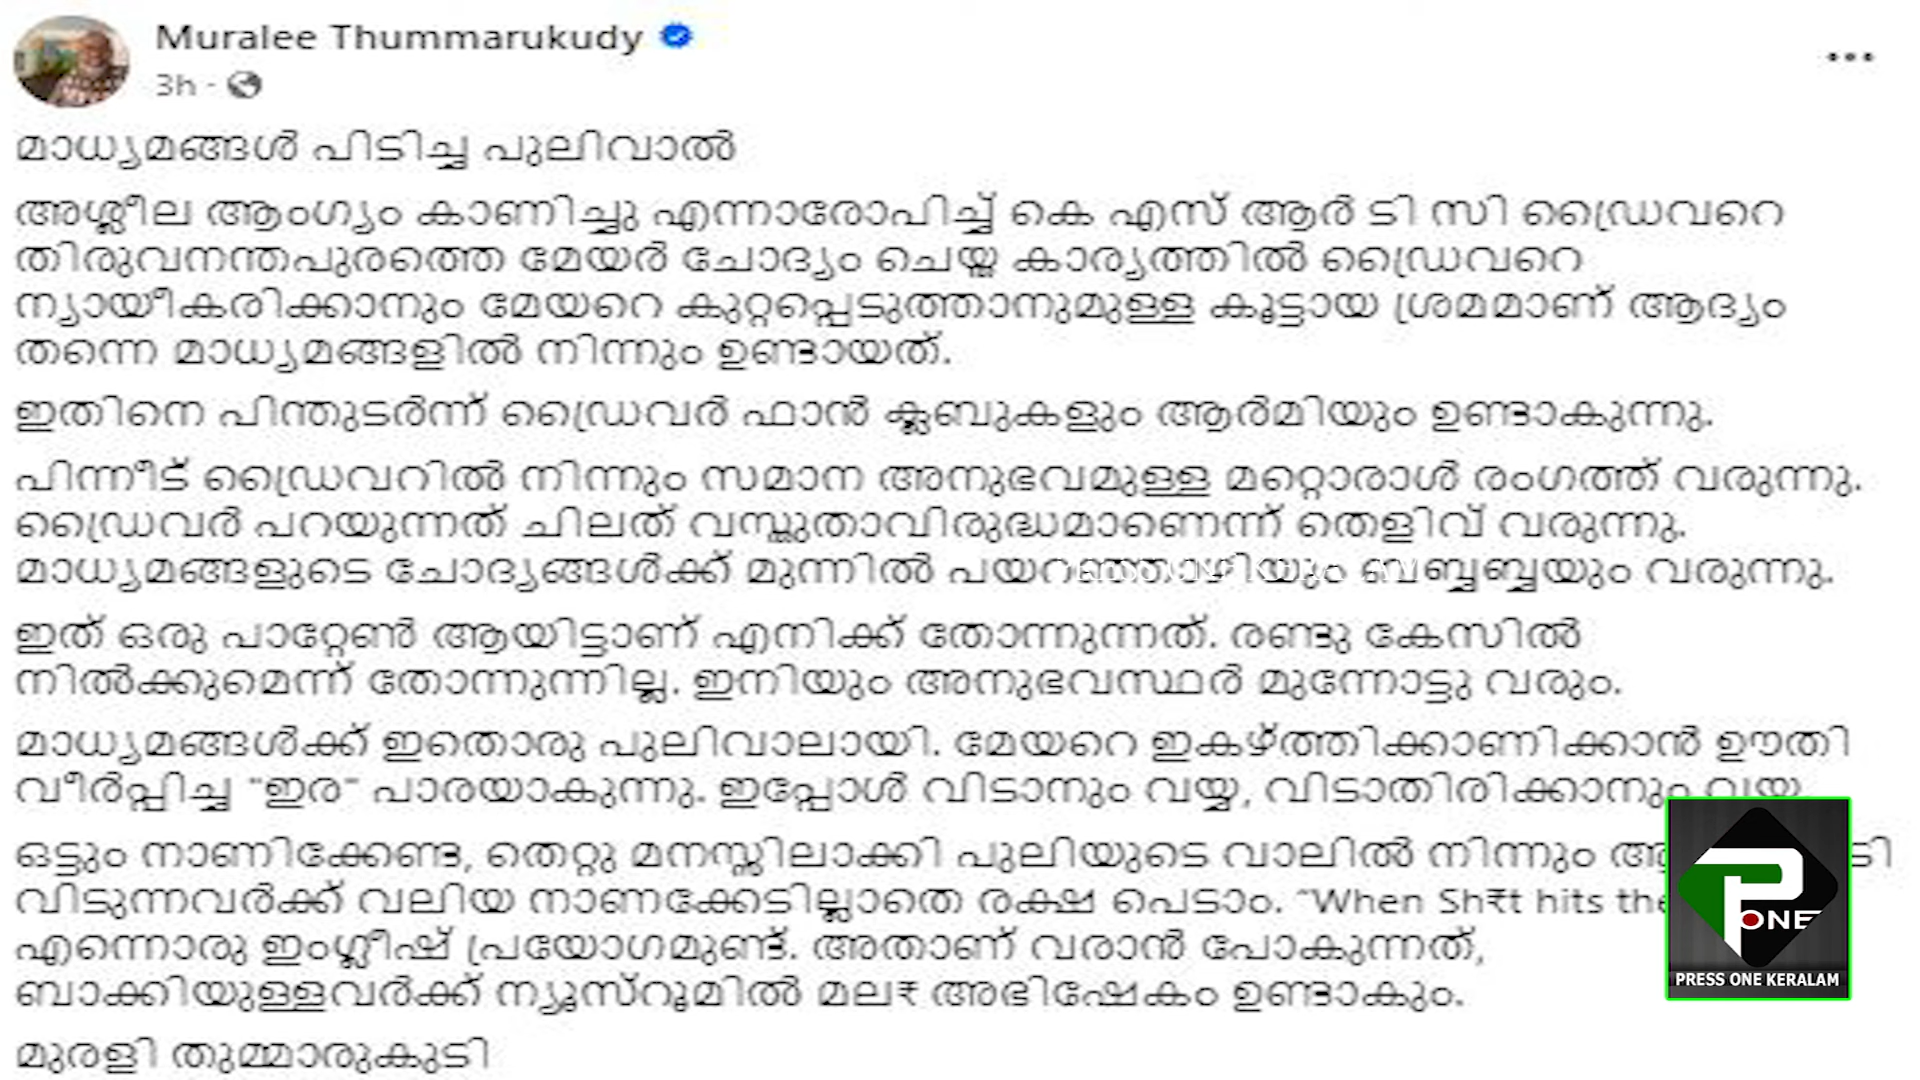 Muralee Thummarukudy
3h ·
മാധ്യമങ്ങൾ പിടിച്ച പുലിവാൽ
അശ്ലീല ആംഗ്യം കാണിച്ചു എന്നാരോപിച്ച് കെ എസ് ആർ ടി സി ഡ്രൈവറെ
തിരുവനന്തപുരത്തെ മേയർ ചോദ്യം ചെയ്ത കാര്യത്തിൽ ഡ്രൈവറെ
ന്യായീകരിക്കാനും മേയറെ കുറ്റപ്പെടുത്താനുമുള്ള കൂട്ടായ ശ്രമമാണ് ആദ്യം
തന്നെ മാധ്യമങ്ങളിൽ നിന്നും ഉണ്ടായത്.
ഇതിനെ പിന്തുടർന്ന് ഡ്രൈവർ ഫാൻ ക്ലബുകളും ആർമിയും ഉണ്ടാകുന്നു.
പിന്നീട് ഡ്രൈവറിൽ നിന്നും സമാന അനുഭവമുള്ള മറ്റൊരാൾ രംഗത്ത് വരുന്നു.
ഡ്രൈവർ പറയുന്നത് ചിലത് വസ്തുതാവിരുദ്ധമാണെന്ന് തെളിവ് വരുന്നു.
മാധ്യമങ്ങളുടെ ചോദ്യങ്ങൾക്ക് മുന്നിൽ പയറഞ്ഞാഴിയും ബബ്ബബ്ബയും വരുന്നു.
ഇത് ഒരു പാറ്റേൺ ആയിട്ടാണ് എനിക്ക് തോന്നുന്നത്. രണ്ടു കേസിൽ
നിൽക്കുമെന്ന് തോന്നുന്നില്ല. ഇനിയും അനുഭവസ്ഥർ മുന്നോട്ടു വരും.
മാധ്യമങ്ങൾക്ക് ഇതൊരു പുലിവാലായി. മേയറെ ഇകഴ്ത്തിക്കാണിക്കാൻ ഊതി
വീർപ്പിച്ച "ഇര" പാരയാകുന്നു. ഇപ്പോൾ വിടാനും വയ്യ, വിടാതിരിക്കാനും വയ്യ
ഒട്ടും നാണിക്കേണ്ട, തെറ്റു മനസ്സിലാക്കി പുലിയുടെ വാലിൽ നിന്നും
വിടുന്നവർക്ക് വലിയ നാണക്കേടില്ലാതെ രക്ഷ പെടാം. "When Sh₹t hits the
എന്നൊരു ഇംഗ്ലീഷ് പ്രയോഗമുണ്ട്. അതാണ് വരാൻ പോകുന്നത്,
ബാക്കിയുള്ളവർക്ക് ന്യൂസ്റൂമിൽ മല₹ അഭിഷേകം ഉണ്ടാകും.
മുരളി തുമ്മാരുകുടി
P ONE
PRESS ONE KERALAM